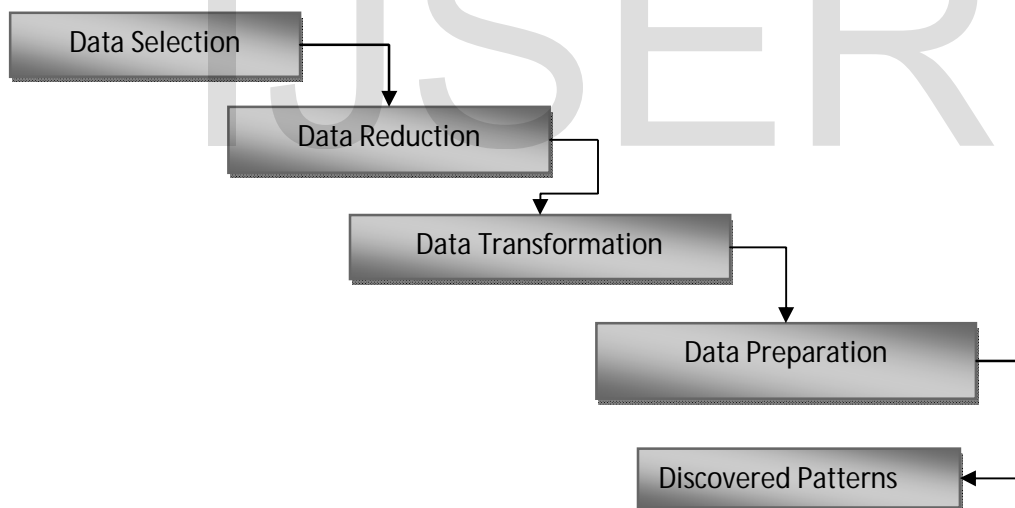 IJSER
Data Selection
Data Reduction
Data Transformation
Data Preparation
Discovered Patterns